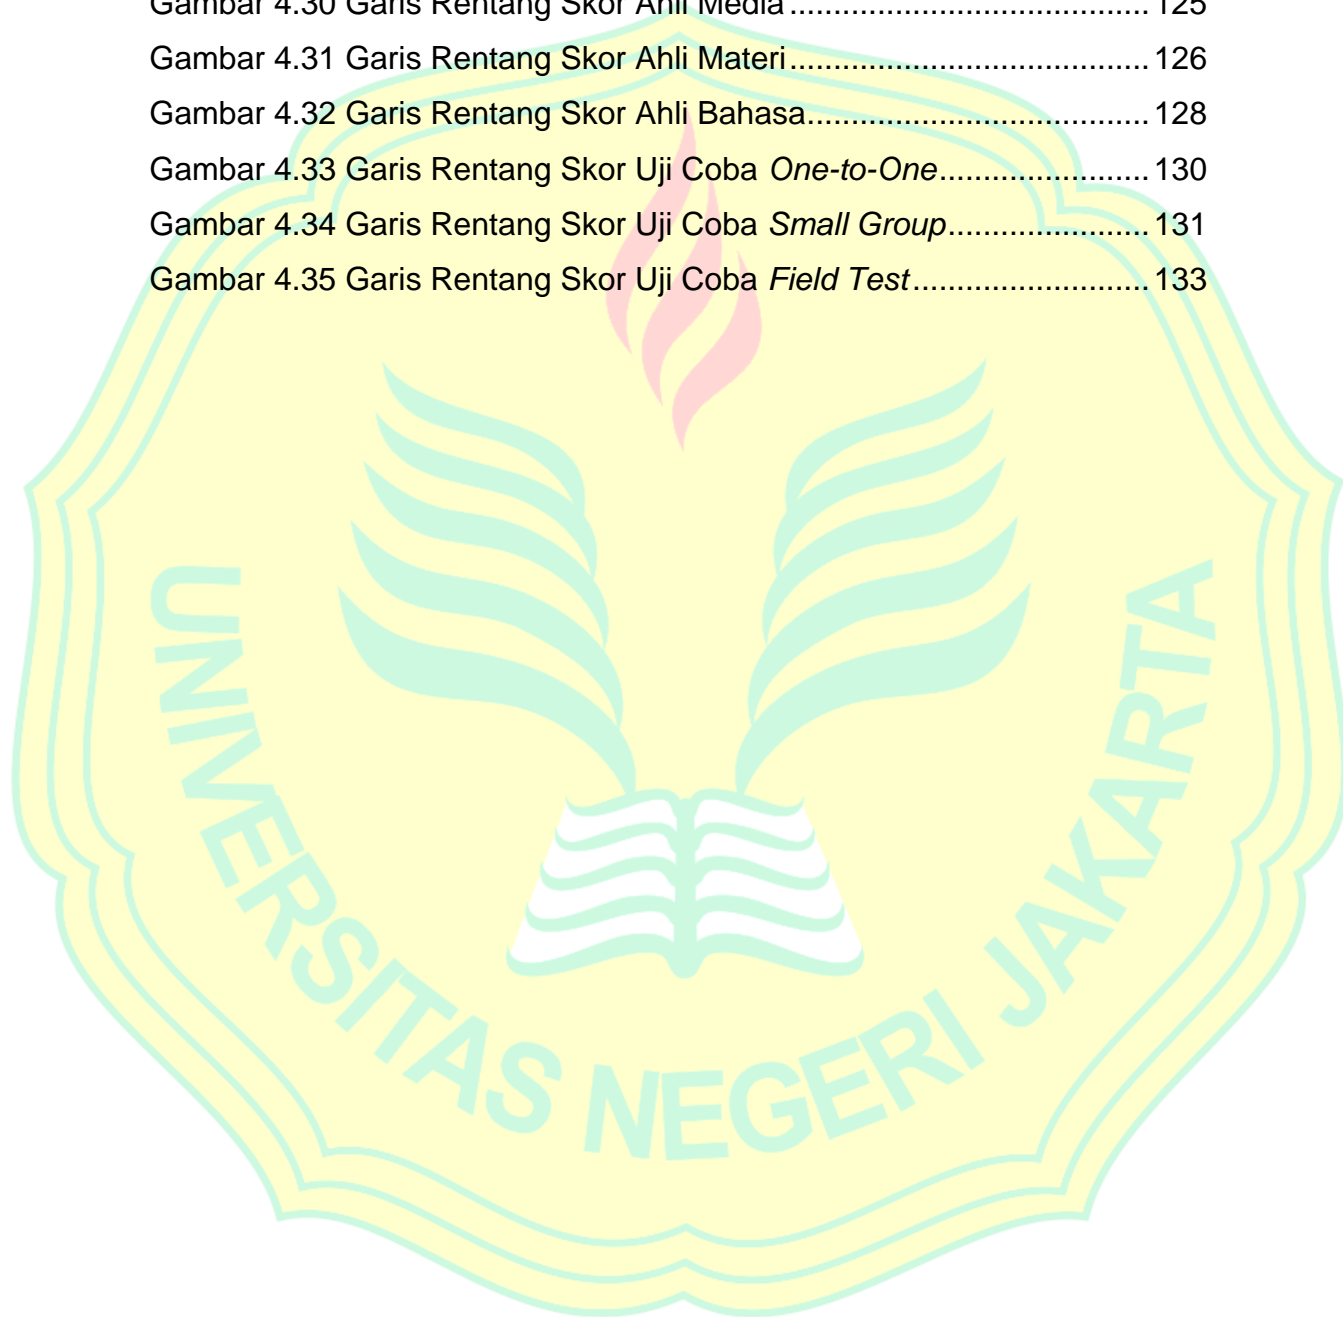 Gambar 4.30 Garis Rentang Skor Ahli Media......................................... 125
Gambar 4.31 Garis Rentang Skor Ahli Materi......................................... 126
Gambar 4.32 Garis Rentang Skor Ahli Bahasa....................................... 128
Gambar 4.33 Garis Rentang Skor Uji Coba One-to-One........................ 130
Gambar 4.34 Garis Rentang Skor Uji Coba Small Group....................... 131
Gambar 4.35 Garis Rentang Skor Uji Coba Field Test........................... 133
UNIVERSITAS NEGERI JAKARTA